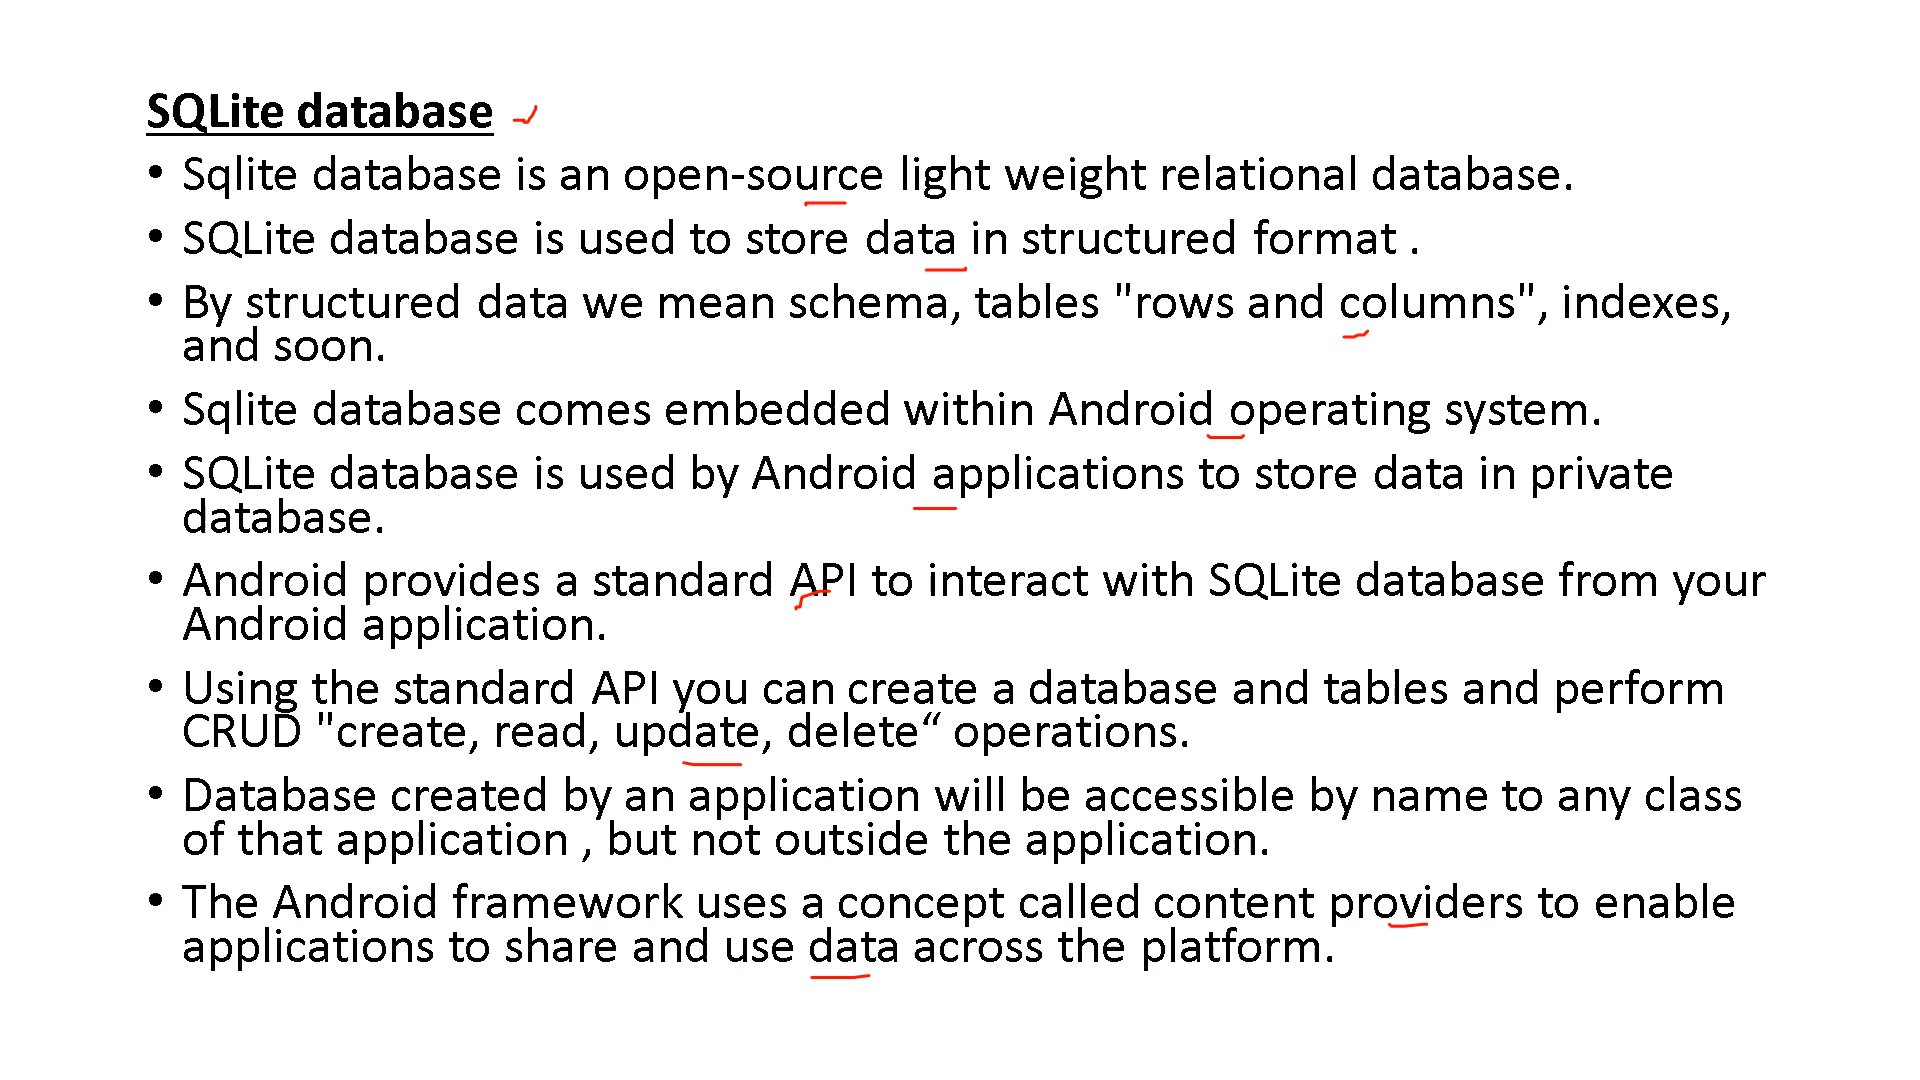 SQLite database
• Sqlite database is an open-source light weight relational database.
• SQLite database is used to store data in structured format .
• By structured data we mean schema, tables "rows and columns", indexes,
and soon.
• Sqlite database comes embedded within Android operating system.
• SQLite database is used by Android applications to store data in private
database.
• Android provides a standard API to interact with SQLite database from your
Android application.
• Using the standard API you can create a database and tables and perform
CRUD "create, read, update, delete“ operations.
• Database created by an application will be accessible by name to any class
of that application , but not outside the application.
• The Android framework uses a concept called content providers to enable
applications to share and use data across the platform.